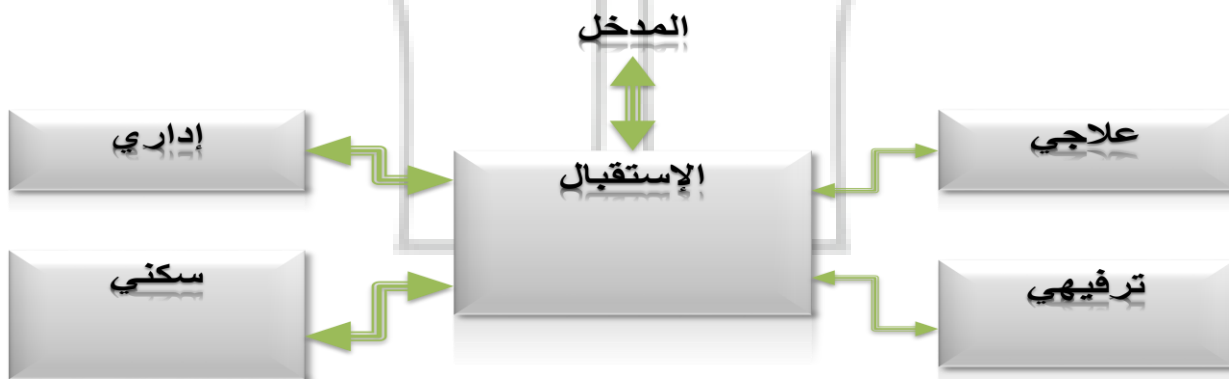 المدخل
إداري
علاجي
الإستقبال
سكني
ترفيهي